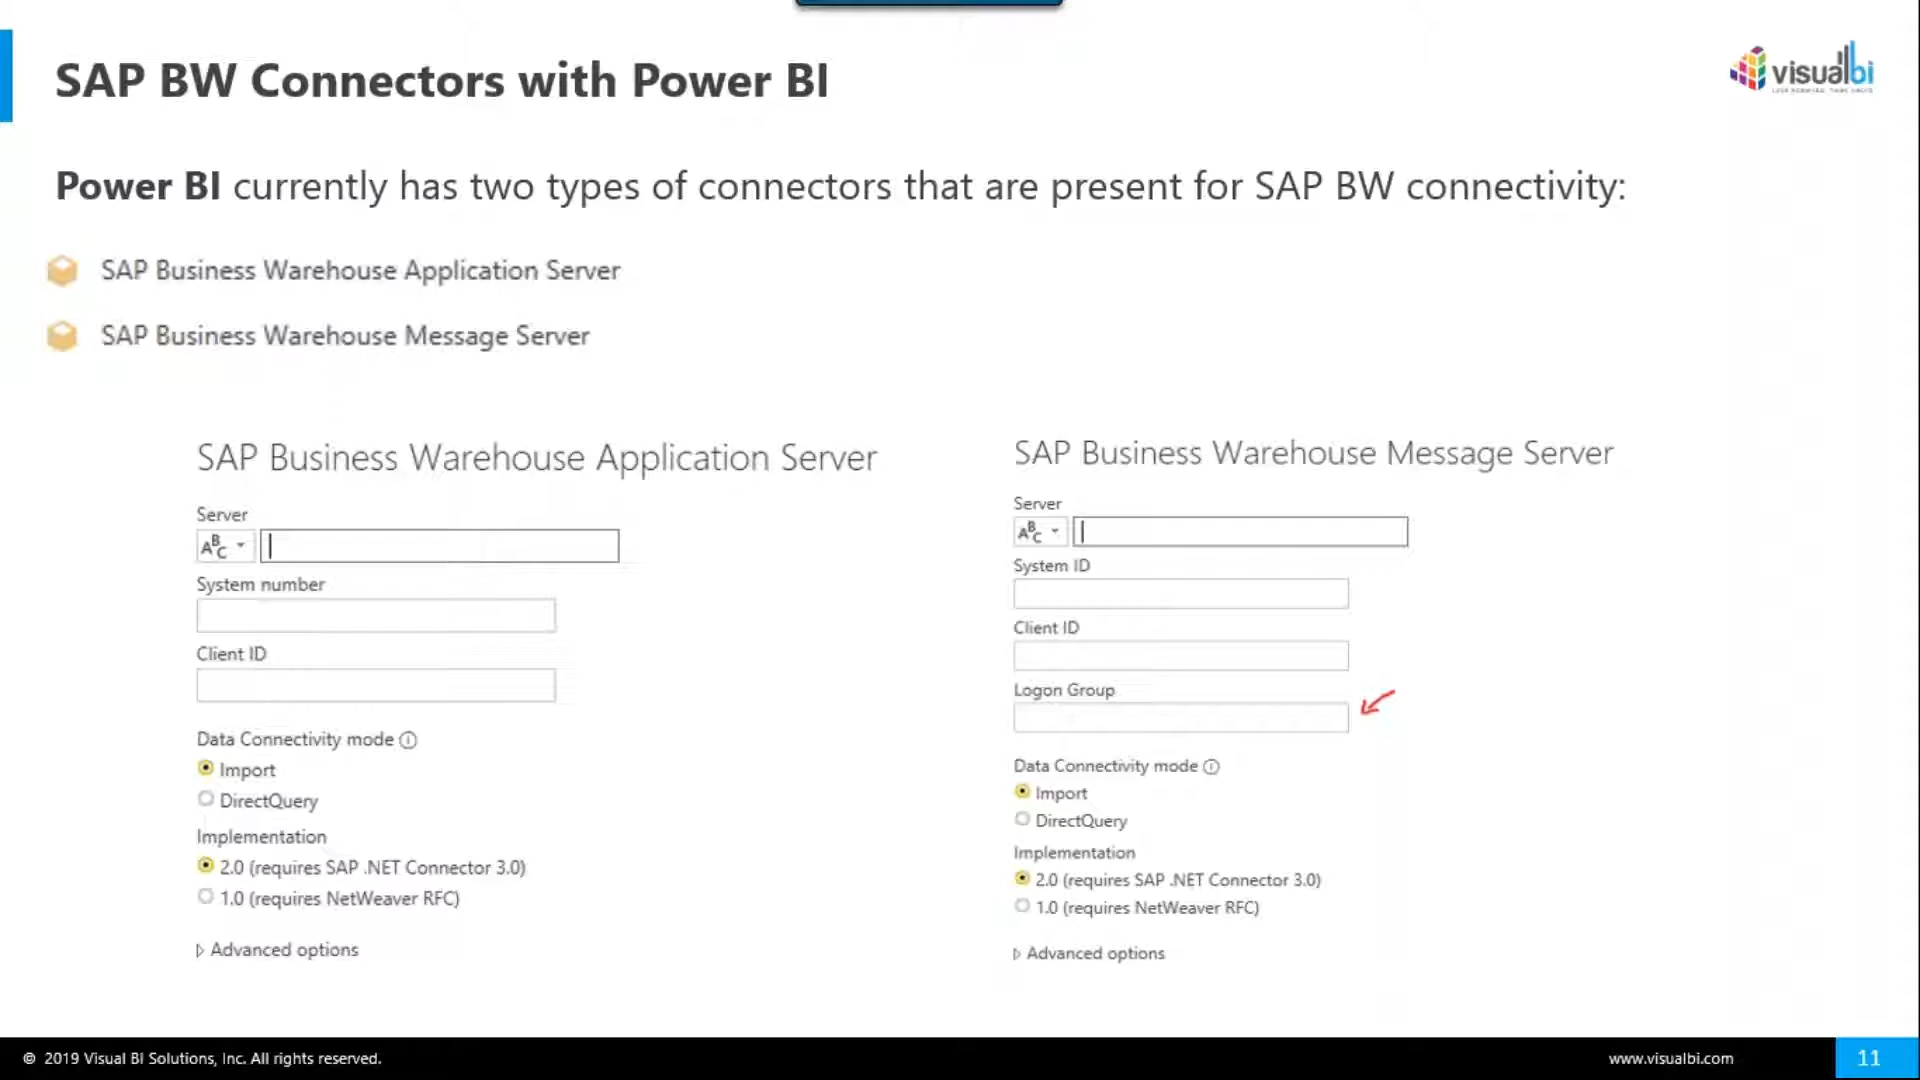 SAP BW Connectors with Power BI
visualbi
Power BI currently has two types of connectors that are present for SAP BW connectivity:
SAP Business Warehouse Application Server
SAP Business Warehouse Message Server
SAP Business Warehouse Application Server
Server
ABC
System number
Client ID
Data Connectivity mode
Import
DirectQuery
Implementation
2.0 (requires SAP .NET Connector 3.0)
1.0 (requires NetWeaver RFC)
Advanced options
SAP Business Warehouse Message Server
Server
ABC
System ID
Client ID
Logon Group
Data Connectivity mode
Import
DirectQuery
Implementation
2.0 (requires SAP .NET Connector 3.0)
1.0 (requires NetWeaver RFC)
Advanced options
© 2019 Visual BI Solutions, Inc. All rights reserved.
www.visualbi.com
11